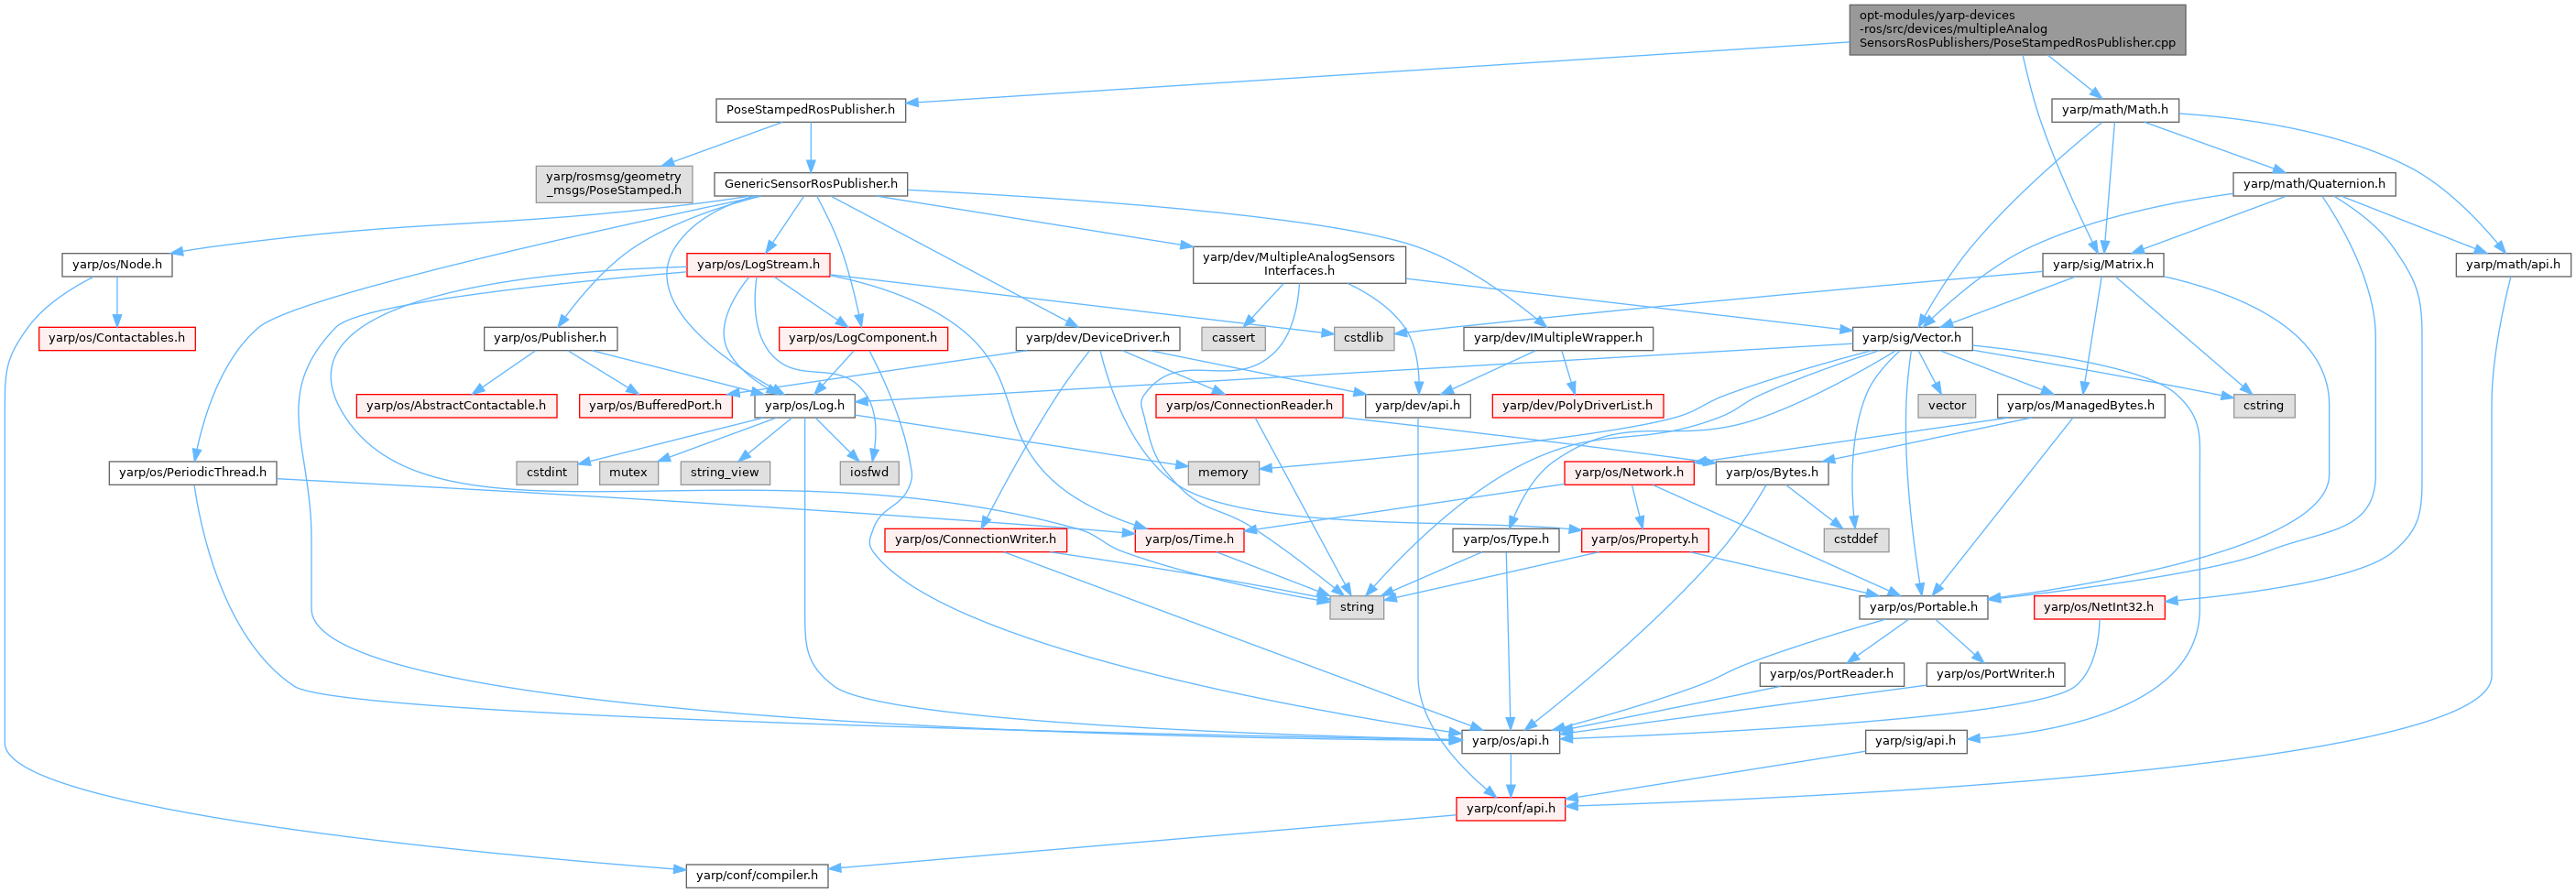 opt-modules/yarp-devices
-ros/src/devices/multipleAnalog
SensorsRosPublishers/PoseStampedRosPublisher.cpp
PoseStampedRosPublisher.h
yarp/math/Math.h
yarp/rosmsg/geometry
_msgs/PoseStamped.h
GenericSensorRosPublisher.h
yarp/math/Quaternion.h
yarp/os/Node.h
yarp/os/LogStream.h
yarp/dev/MultipleAnalogSensors
Interfaces.h
yarp/sig/Matrix.h
yarp/math/api.h
yarp/os/Contactables.h
yarp/os/Publisher.h
yarp/os/LogComponent.h
yarp/dev/DeviceDriver.h
cassert
cstdlib
yarp/dev/IMultipleWrapper.h
yarp/sig/Vector.h
yarp/os/AbstractContactable.h
yarp/os/BufferedPort.h
yarp/os/Log.h
yarp/os/ConnectionReader.h
yarp/dev/api.h
yarp/dev/PolyDriverList.h
vector
yarp/os/ManagedBytes.h
cstring
yarp/os/PeriodicThread.h
cstdint
mutex
string_view
iosfwd
memory
yarp/os/Network.h
yarp/os/Bytes.h
yarp/os/ConnectionWriter.h
yarp/os/Time.h
yarp/os/Type.h
yarp/os/Property.h
cstddef
string
yarp/os/Portable.h
yarp/os/NetInt32.h
yarp/os/PortReader.h
yarp/os/PortWriter.h
yarp/os/api.h
yarp/sig/api.h
yarp/conf/api.h
yarp/conf/compiler.h